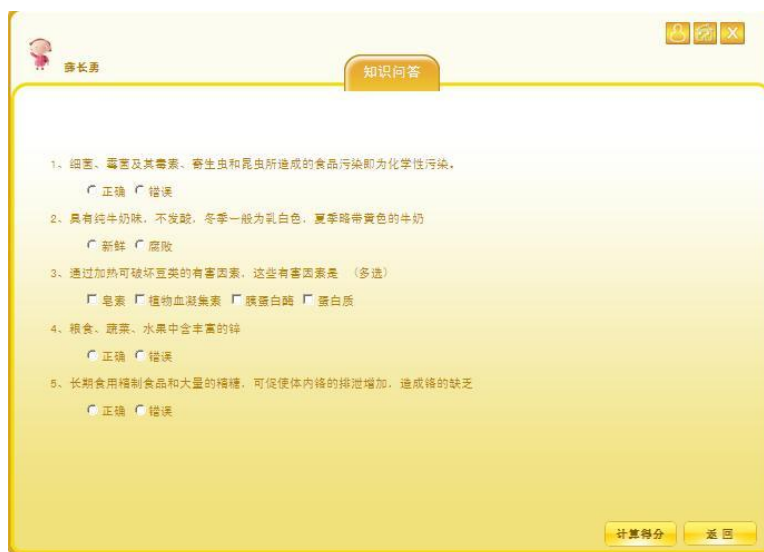 薛长勇
知识问答
1、细菌、霉菌及其毒素、寄生虫和昆虫所造成的食品污染即为化学性污染。
正确 错误
2、具有纯牛奶味，不发酸，冬季一般为乳白色，夏季略带黄色的牛奶
新鲜 腐败
3、通过加热可破坏豆类的有害因素，这些有害因素是 （多选）
皂素 植物血凝集素 胰蛋白酶 蛋白质
4、粮食、蔬菜、水果中含丰富的锌
正确 错误
5、长期食用精制食品和大量的精糖，可促使体内铬的排泄增加，造成铬的缺乏
正确 错误
计算得分 返回